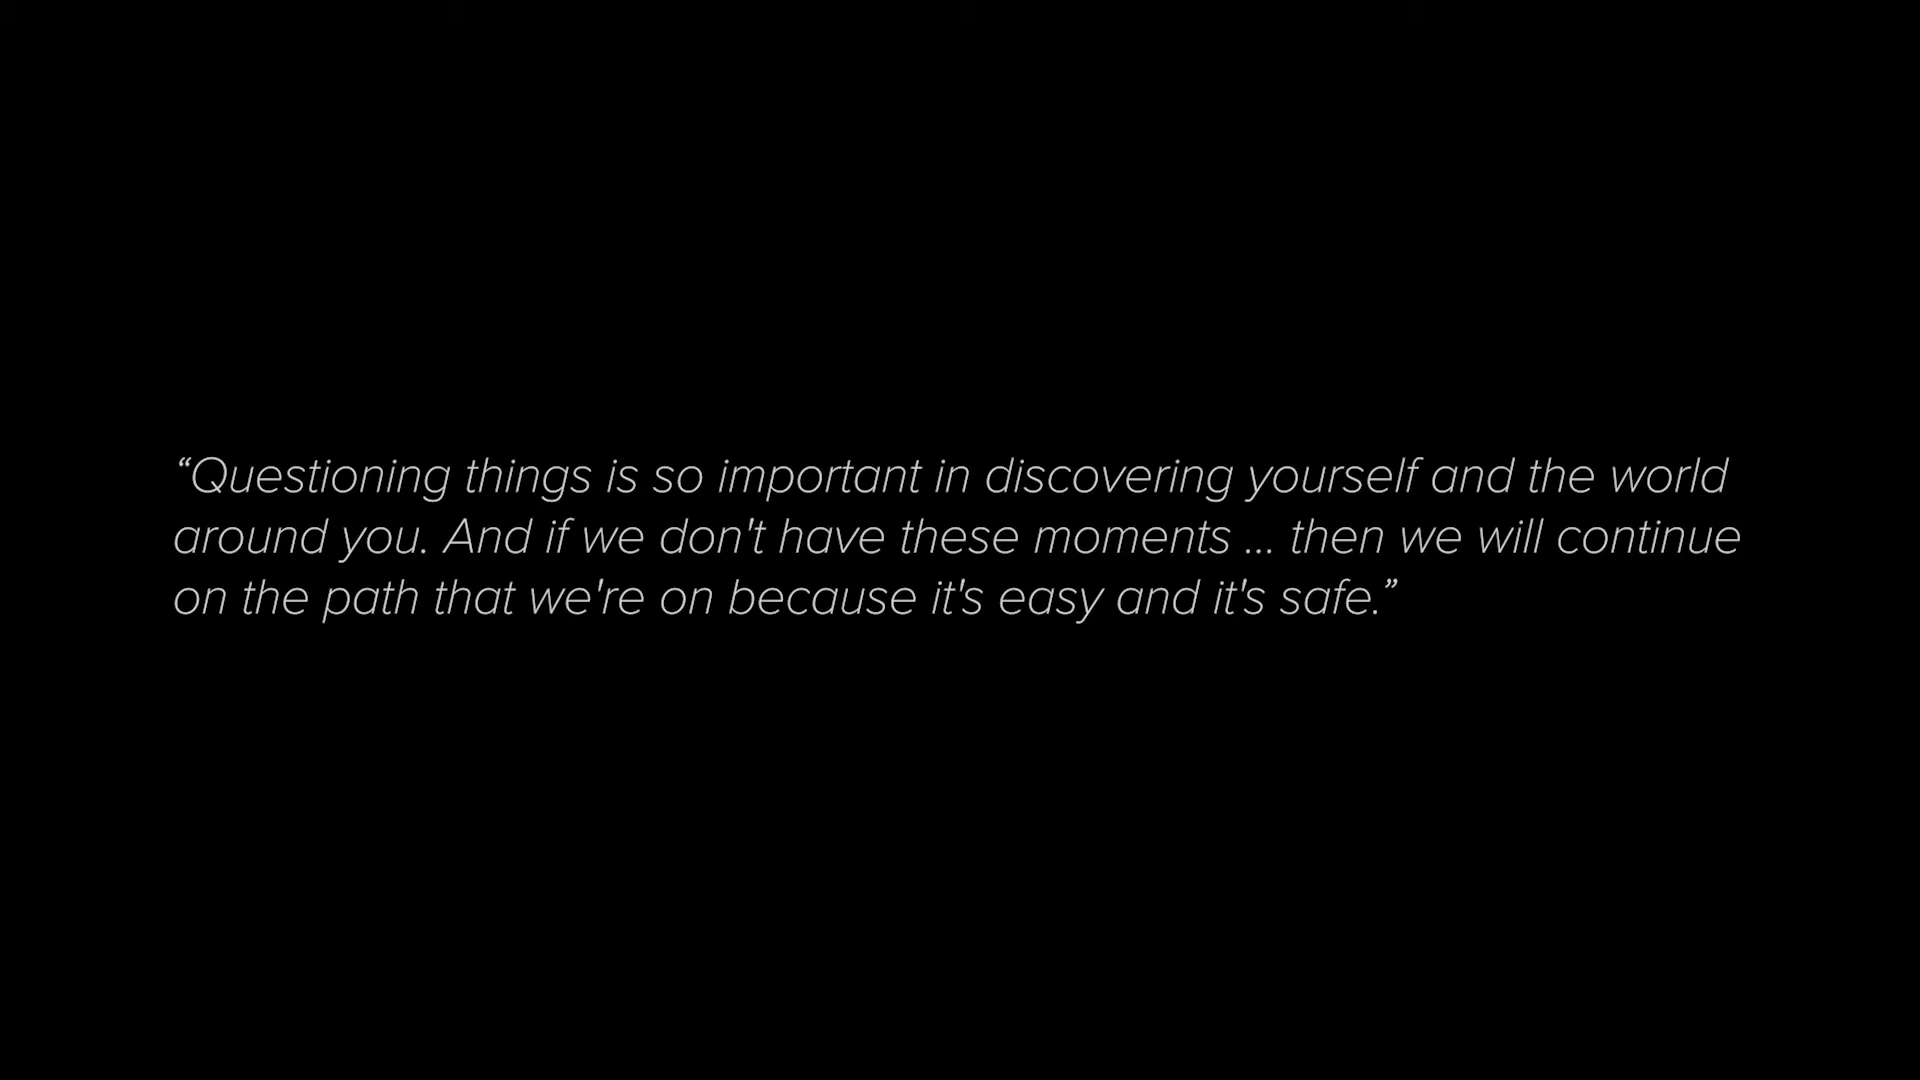 “Questioning things is so important in discovering yourself and the world
around you. And if we don't have these moments ... then we will continue
on the path that we're on because it's easy and it's safe.”